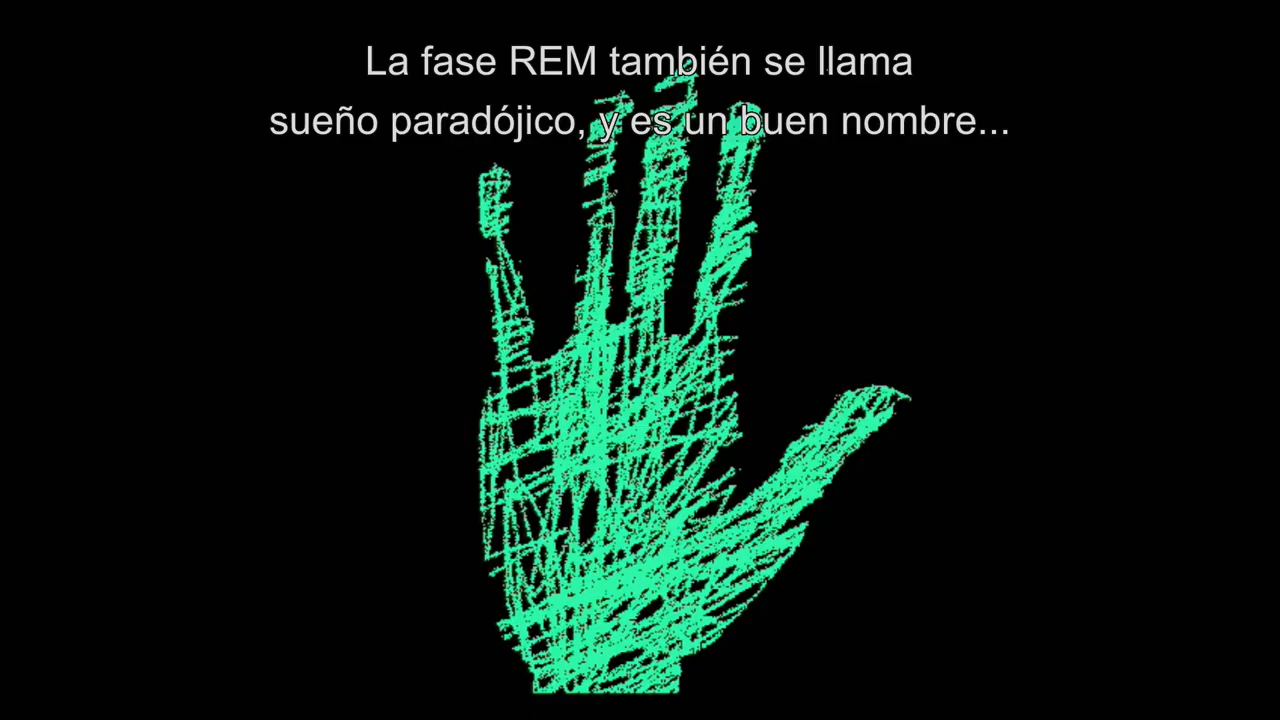 La fase REM también se llama
sueño paradójico, y es un buen nombre...